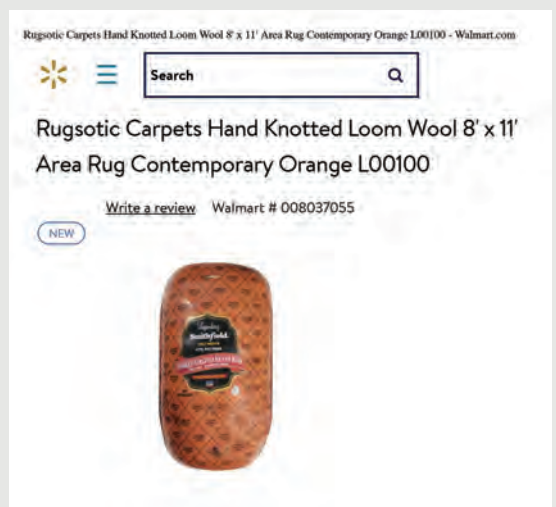 Rugsotic Carpets Hand Knotted Loom Wool 8' x 11' Area Rug Contemporary Orange L00100 - Walmart.com
Search
Rugsotic Carpets Hand Knotted Loom Wool 8' x 11'
Area Rug Contemporary Orange L00100
Write a review Walmart # 008037055
NEW
Smithfield